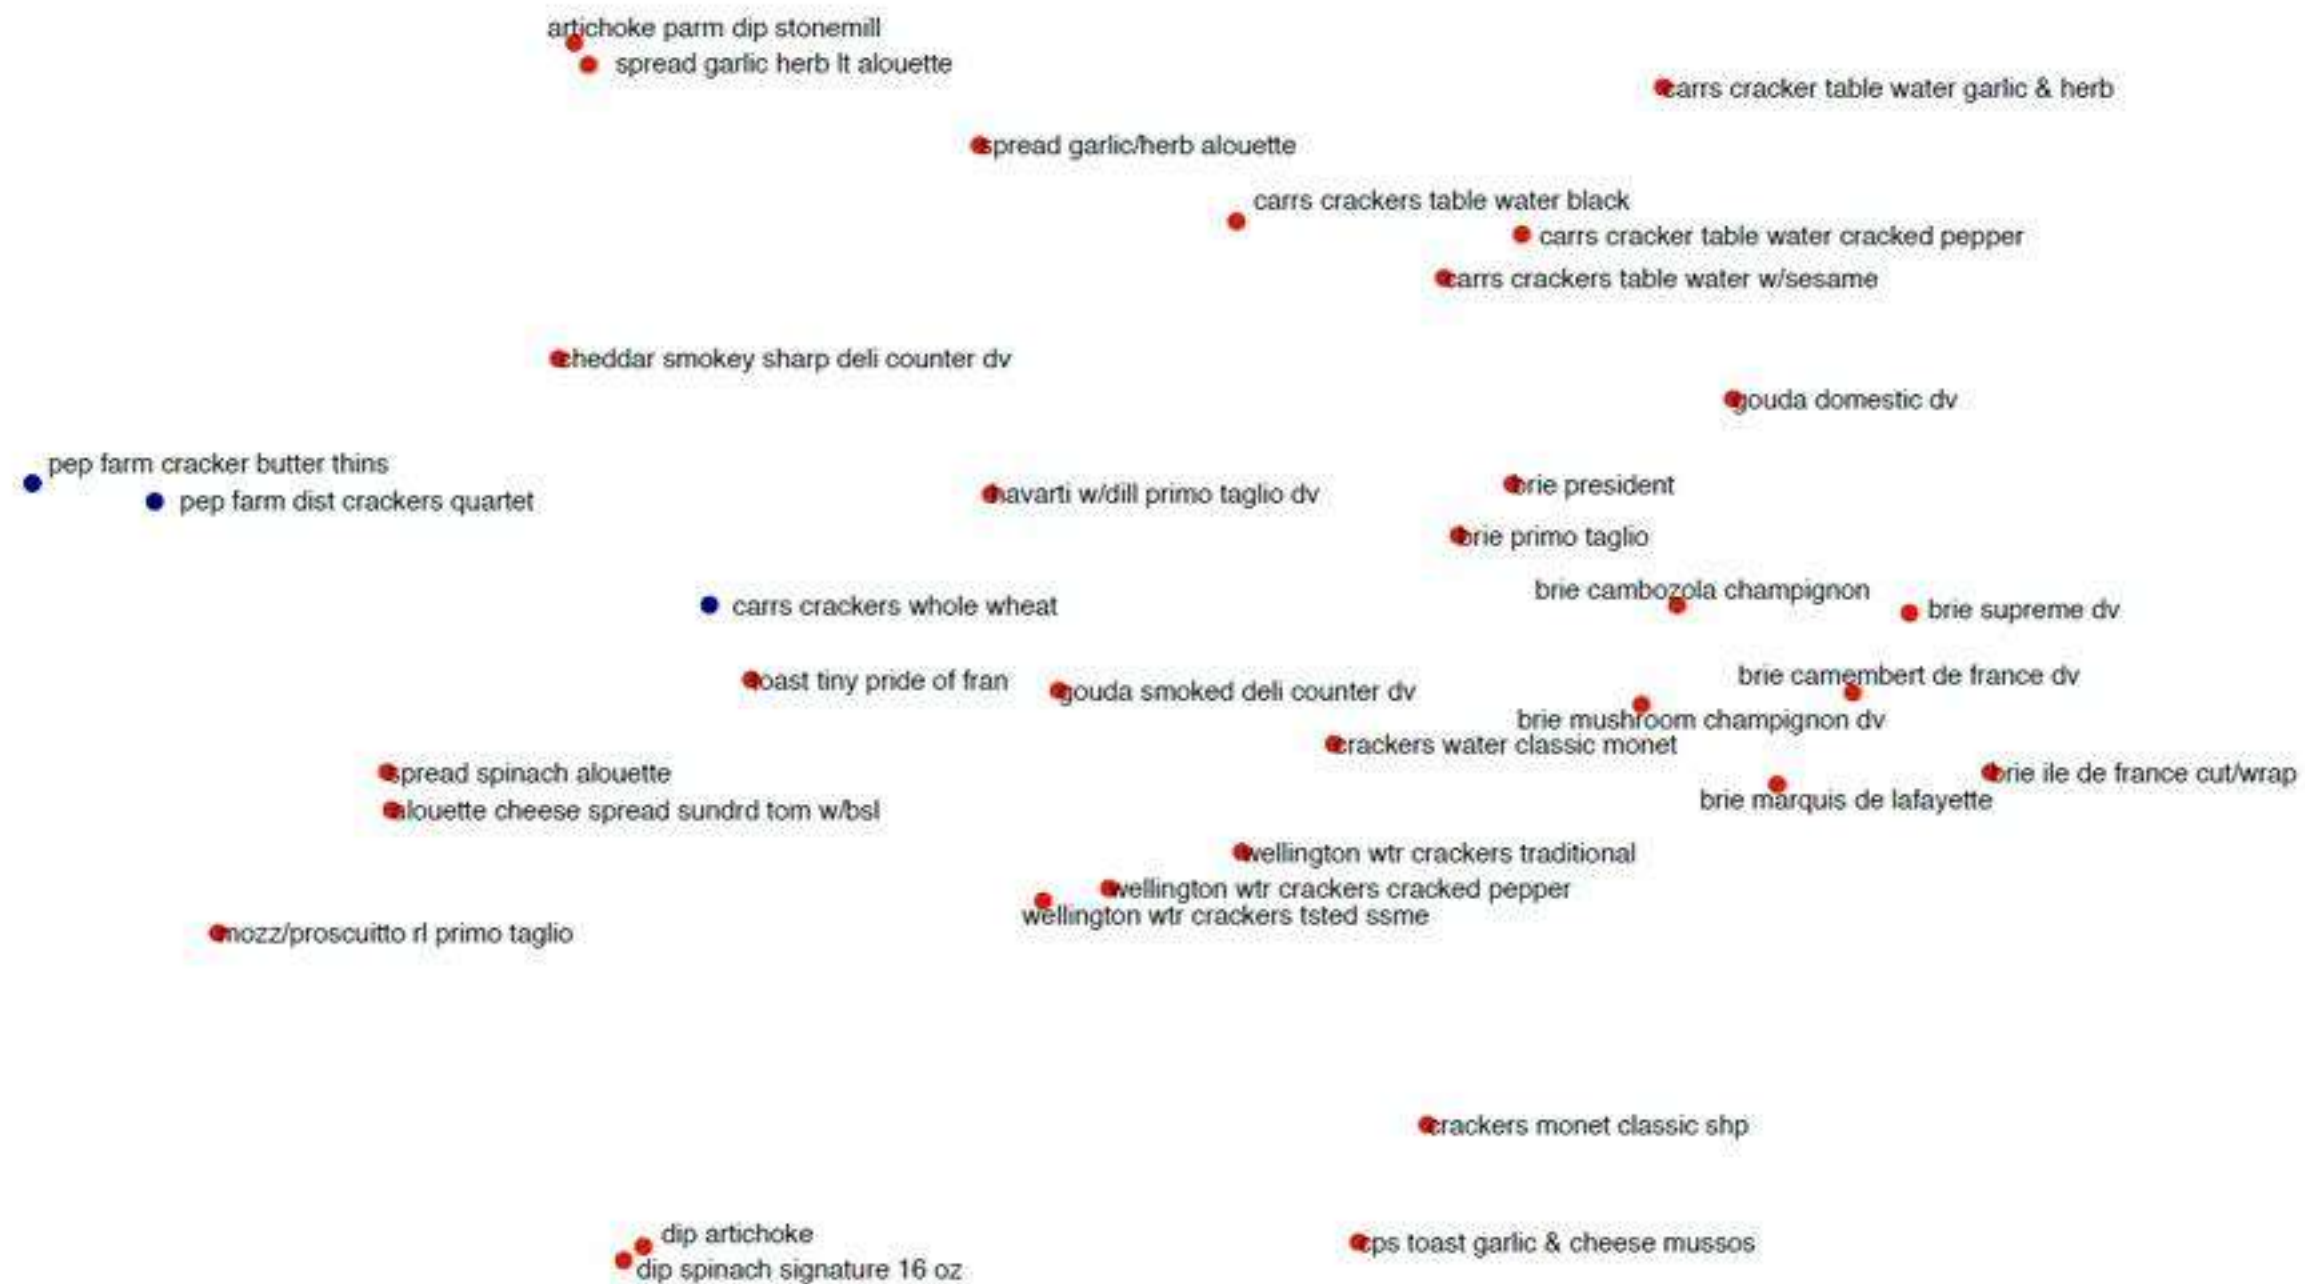 artichoke parm dip stonemill
spread garlic herb lt alouette
carrs cracker table water garlic & herb
spread garlic/herb alouette
carrs crackers table water black
carrs cracker table water cracked pepper
carrs crackers table water w/sesame
cheddar smokey sharp deli counter dv
gouda domestic dv
pep farm cracker butter thins
pep farm dist crackers quartet
havarti w/dill primo taglio dv
brie president
brie primo taglio
brie cambozola champignon
carrs crackers whole wheat
brie supreme dv
brie camembert de france dv
toast tiny pride of fran
gouda smoked deli counter dv
brie mushroom champignon dv
crackers water classic monet
spread spinach alouette
brie ile de france cut/wrap
brie marquis de lafayette
alouette cheese spread sundrd tom w/bsl
wellington wtr crackers traditional
wellington wtr crackers cracked pepper
wellington wtr crackers tsted ssme
mozz/proscuitto rl primo taglio
crackers monet classic shp
dip artichoke
cps toast garlic & cheese mussos
dip spinach signature 16 oz